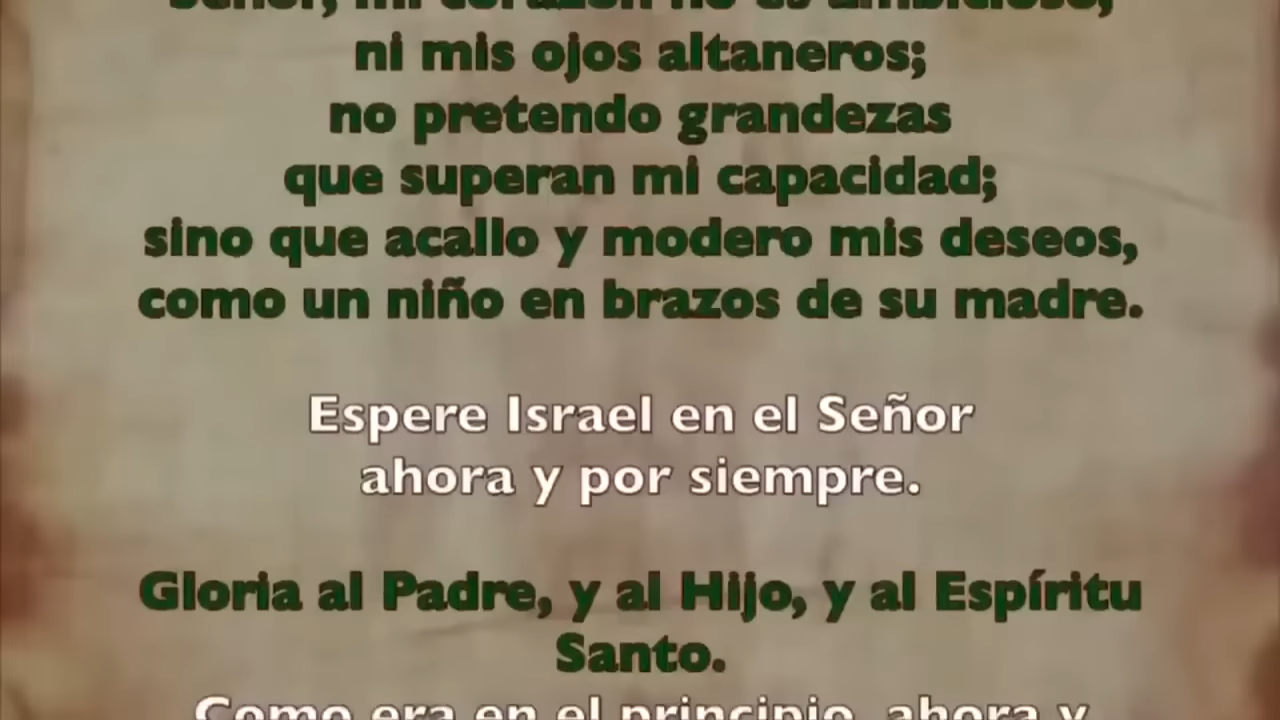 Señor, mi corazón no es ambicioso,
ni mis ojos altaneros;
no pretendo grandezas
que superan mi capacidad;
sino que acallo y modero mis deseos,
como un niño en brazos de su madre.
Espere Israel en el Señor
ahora y por siempre.
Gloria al Padre, y al Hijo, y al Espíritu
Santo.
Como era en el principio, ahora y